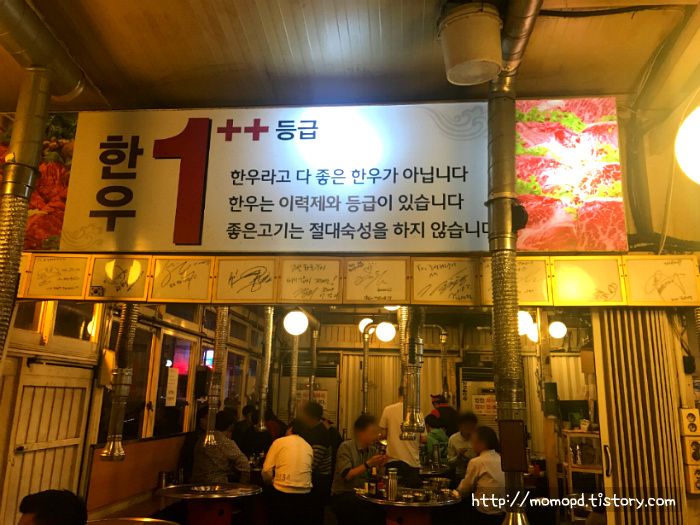 한우 1++ 등급
한우라고 다 좋은 한우가 아닙니다
한우는 이력제와 등급이 있습니다
좋은고기는 절대숙성을 하지 않습니다
http://momopd.tistory.com